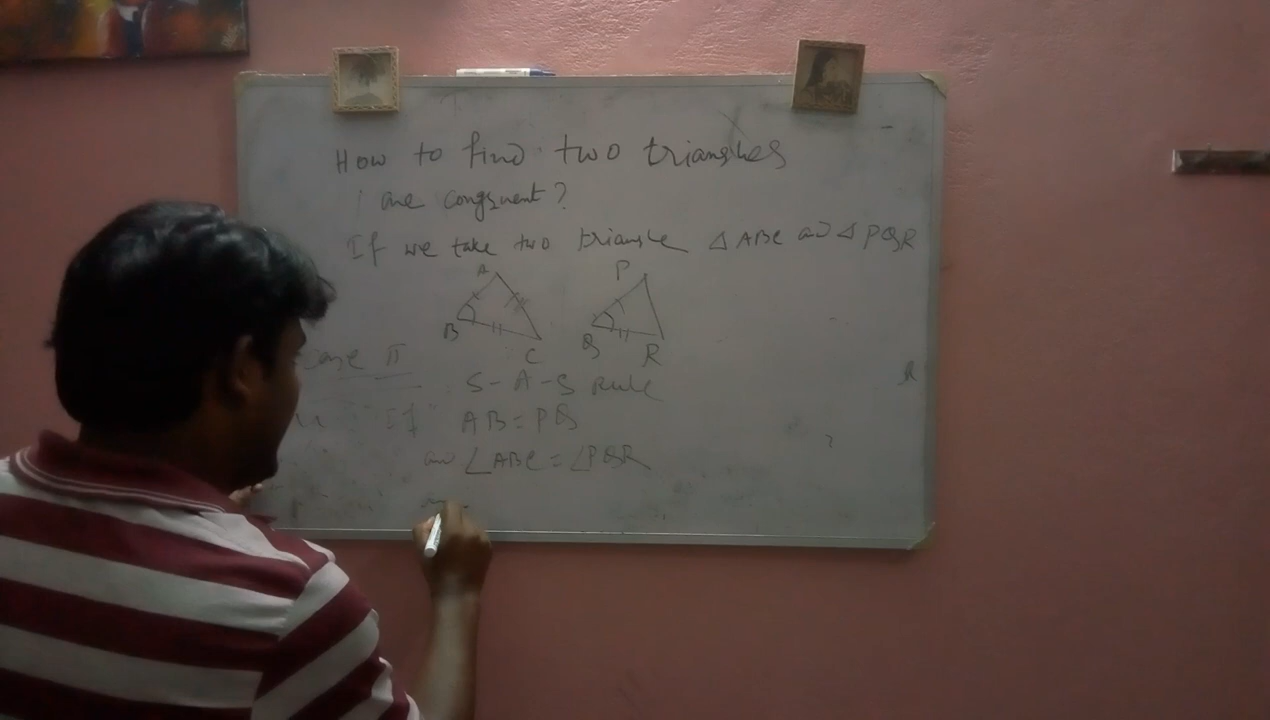 How to find two triangles
are congruent?
If we take two triangle △ ABC and △ PQR
A P
B C Q R
Case II
S-A-S Rule
If AB = PQ
and ∠ABC = ∠PQR